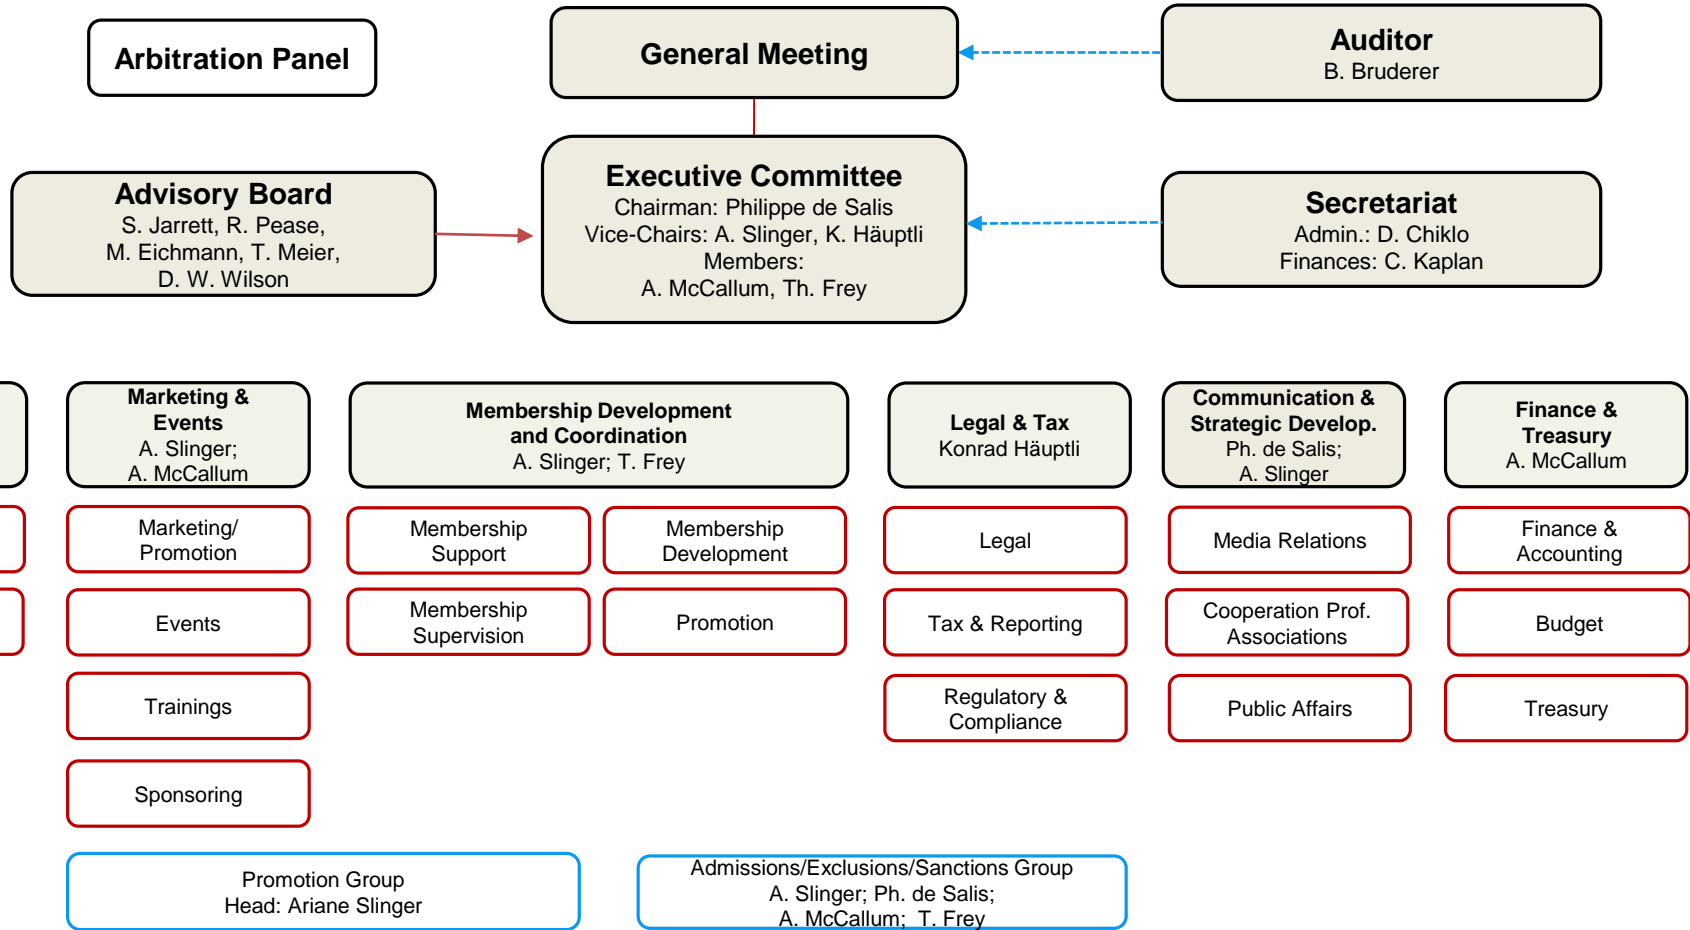 Arbitration Panel
General Meeting
Auditor
B. Bruderer
Advisory Board
S. Jarrett, R. Pease,
M. Eichmann, T. Meier,
D. W. Wilson
Executive Committee
Chairman: Philippe de Salis
Vice-Chairs: A. Slinger, K. Häuptli
Members:
A. McCallum, Th. Frey
Secretariat
Admin.: D. Chiklo
Finances: C. Kaplan
Marketing &
Events
A. Slinger;
A. McCallum
Membership Development
and Coordination
A. Slinger; T. Frey
Legal & Tax
Konrad Häuptli
Communication &
Strategic Develop.
Ph. de Salis;
A. Slinger
Finance &
Treasury
A. McCallum
Marketing/
Promotion
Membership
Support
Membership
Development
Legal
Media Relations
Finance &
Accounting
Events
Membership
Supervision
Promotion
Tax & Reporting
Cooperation Prof.
Associations
Budget
Trainings
Regulatory &
Compliance
Public Affairs
Treasury
Sponsoring
Promotion Group
Head: Ariane Slinger
Admissions/Exclusions/Sanctions Group
A. Slinger; Ph. de Salis;
A. McCallum; T. Frey